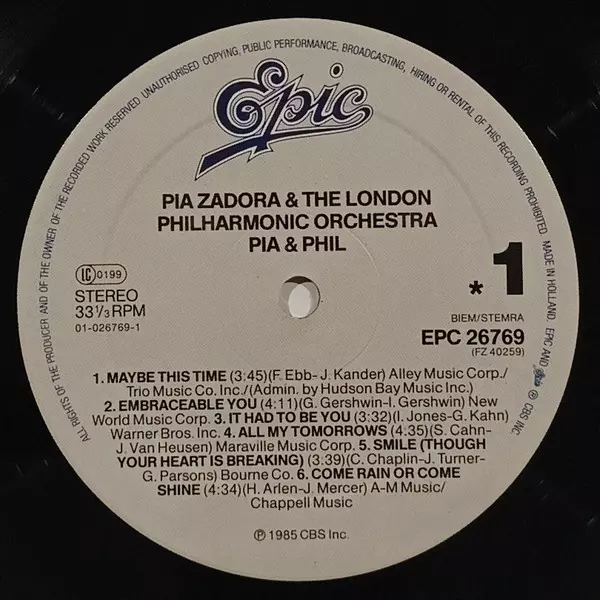 ALL RIGHTS OF THE PRODUCER AND OF THE OWNER OF THE RECORDED WORK RESERVED UNAUTHORISED COPYING, PUBLIC PERFORMANCE, BROADCASTING, HIRING OR RENTAL OF THIS RECORDING PROHIBITED. MADE IN HOLLAND. EPIC AND Epic ℗ CBS INC.
Epic
PIA ZADORA & THE LONDON
PHILHARMONIC ORCHESTRA
PIA & PHIL
LC 0199
STEREO
33 1/3 RPM
01-026769-1
*1
BIEM/STEMRA
EPC 26769
(FZ 40259)
1. MAYBE THIS TIME (3:45)(F. Ebb-J. Kander) Alley Music Corp./
Trio Music Co. Inc./(Admin. by Hudson Bay Music Inc.)
2. EMBRACEABLE YOU (4:11)(G. Gershwin-I. Gershwin) New
World Music Corp. 3. IT HAD TO BE YOU (3:32)(I. Jones-G. Kahn)
Warner Bros. Inc. 4. ALL MY TOMORROWS (4:35)(S. Cahn-
J. Van Heusen) Maraville Music Corp. 5. SMILE (THOUGH
YOUR HEART IS BREAKING) (3:39)(C. Chaplin-J. Turner-
G. Parsons) Bourne Co. 6. COME RAIN OR COME
SHINE (4:34)(H. Arlen-J. Mercer) A-M Music/
Chappell Music
℗ 1985 CBS Inc.